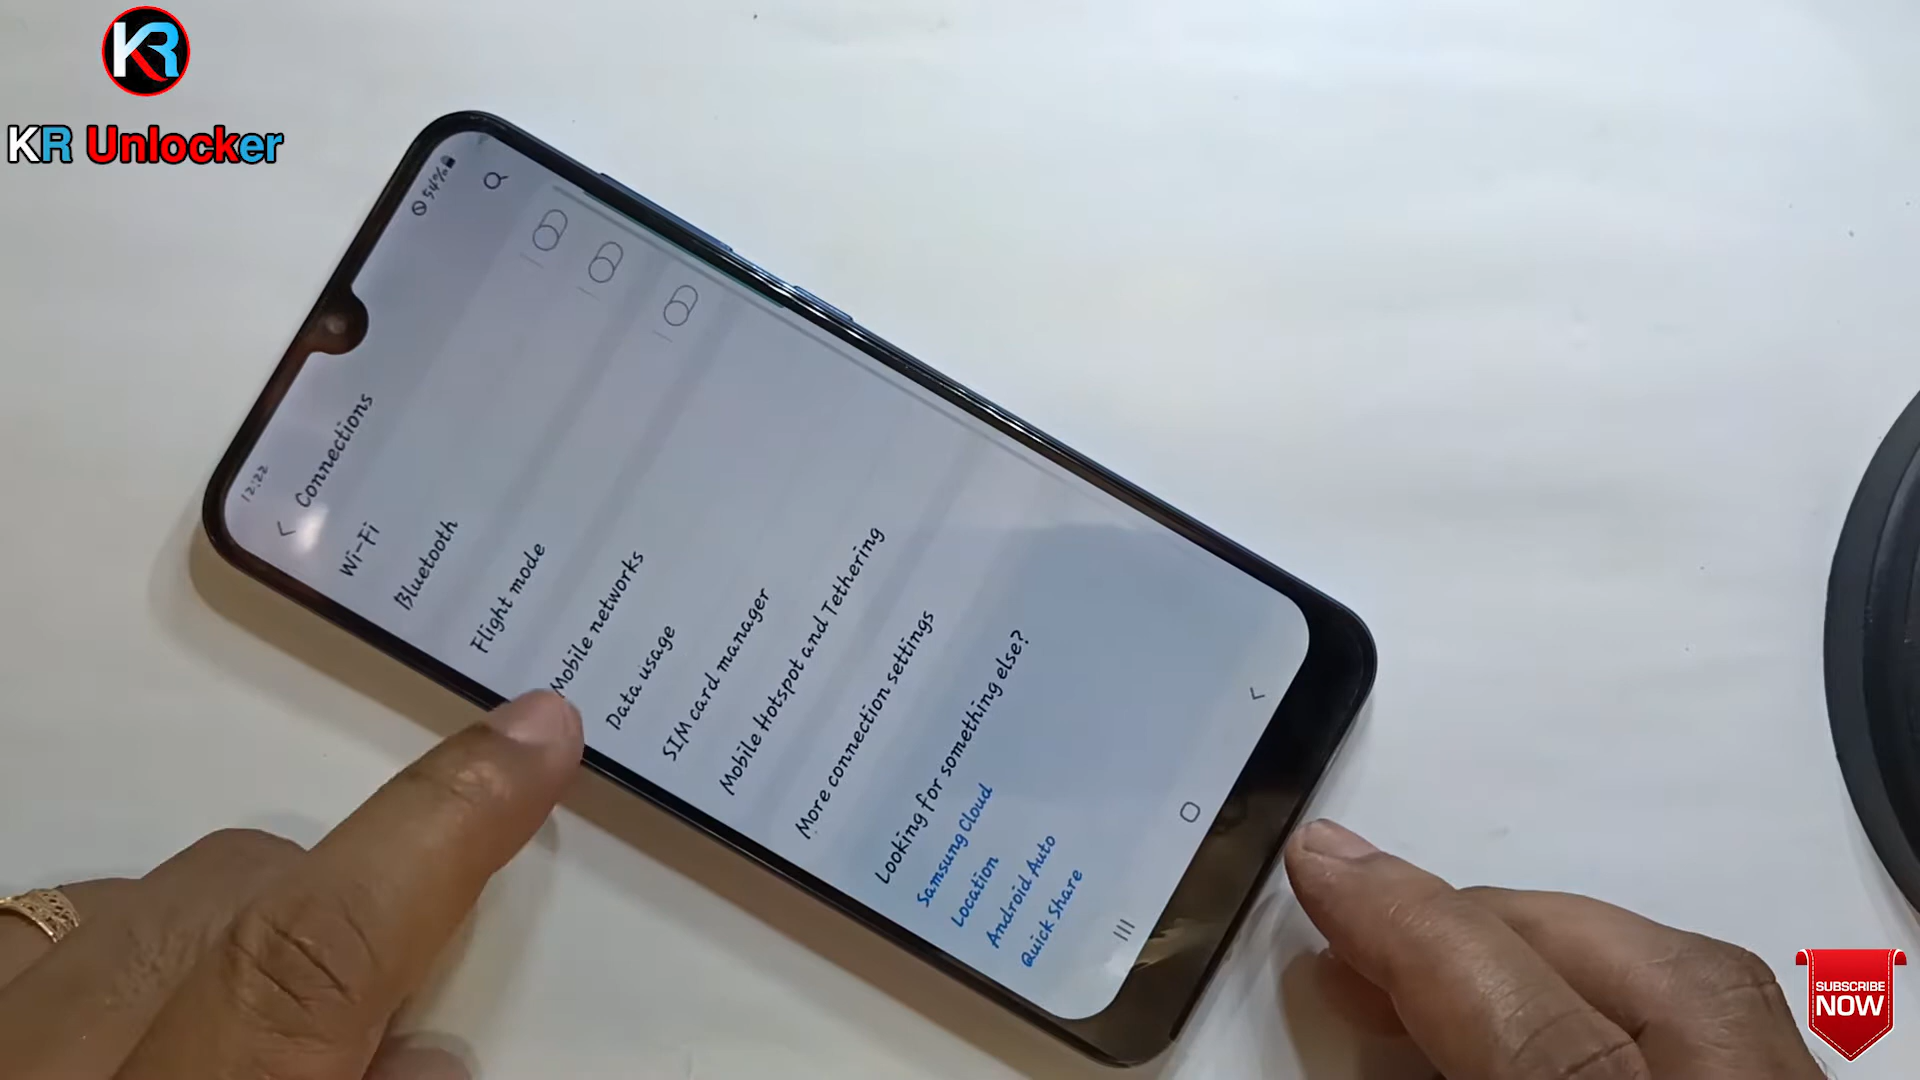 KR
KR Unlocker
12:22
54%
Connections
Wi-Fi
Bluetooth
Flight mode
Mobile networks
Data usage
SIM card manager
Mobile Hotspot and Tethering
More connection settings
Looking for something else?
Samsung Cloud
Location
Android Auto
Quick Share
SUBSCRIBE
NOW